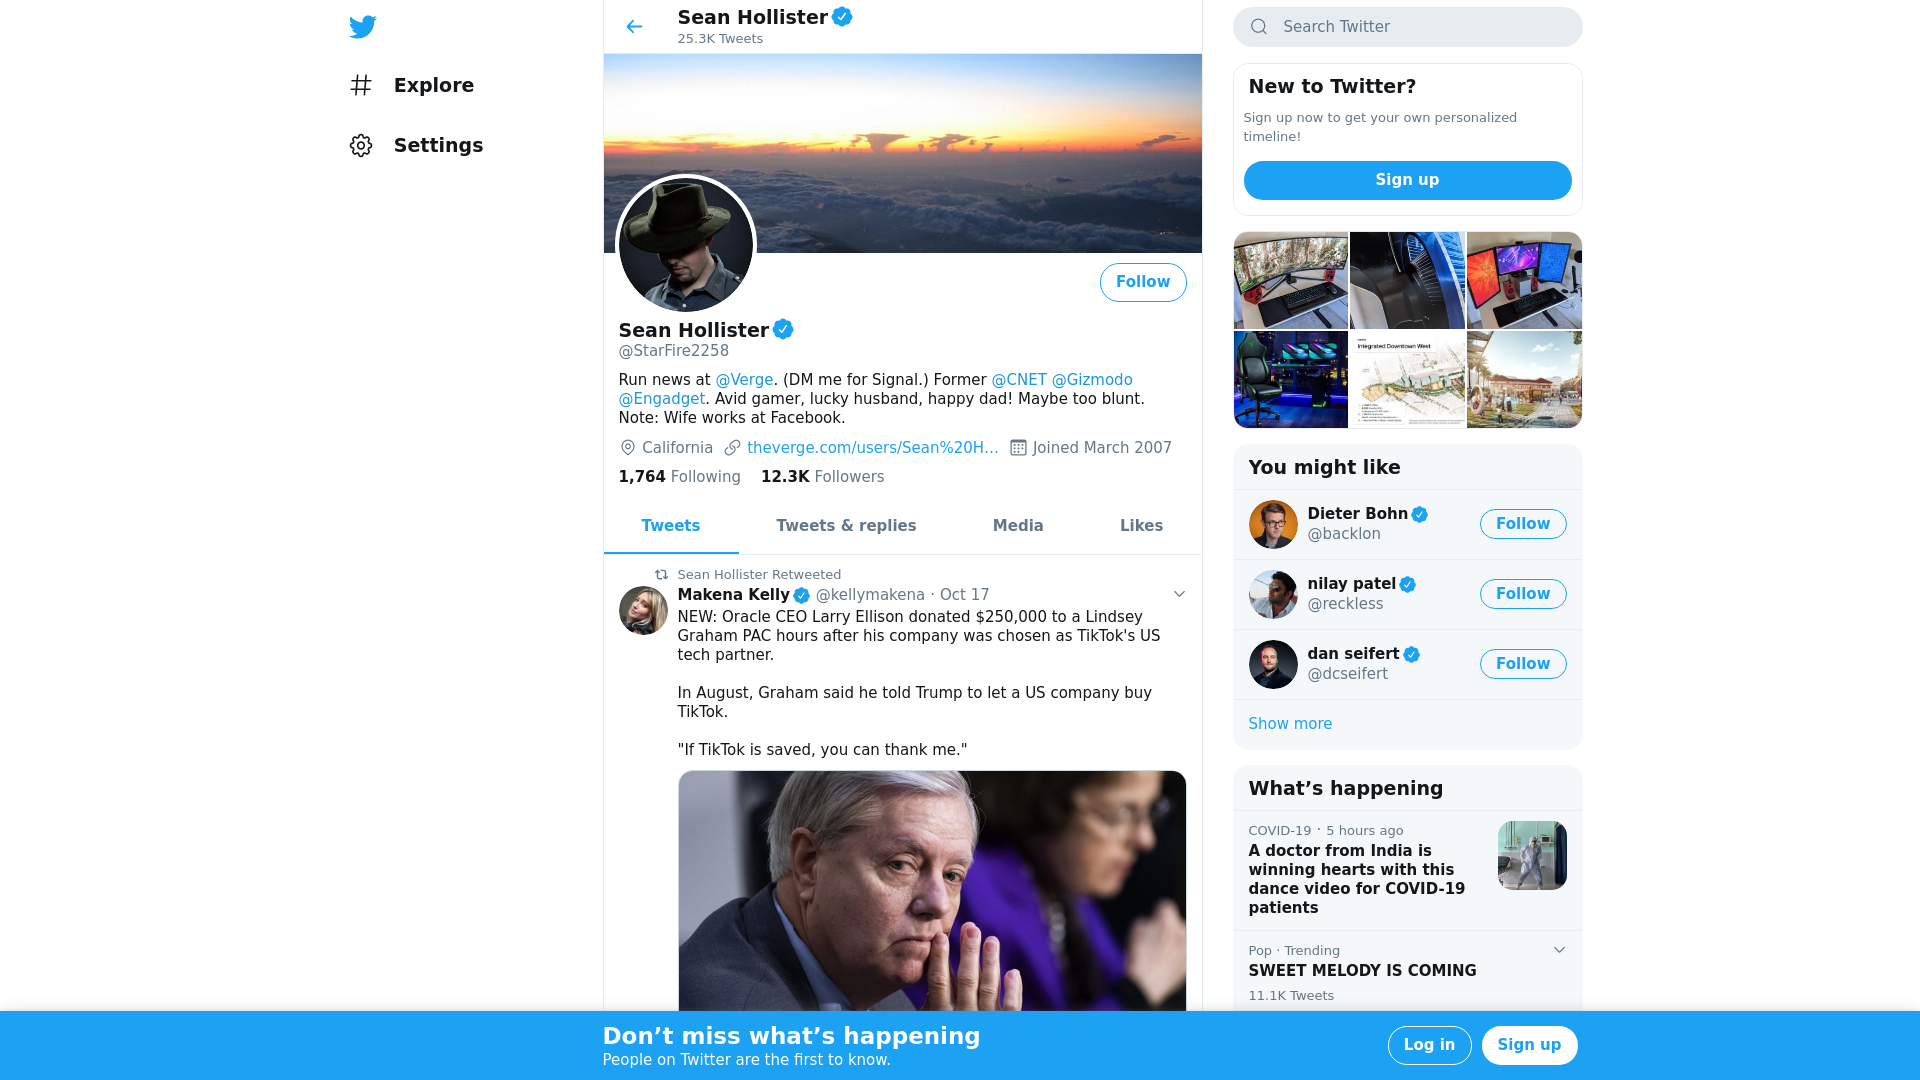 Explore
Settings
Sean Hollister
25.3K Tweets
Follow
Sean Hollister
@StarFire2258
Run news at @Verge. (DM me for Signal.) Former @CNET @Gizmodo
@Engadget. Avid gamer, lucky husband, happy dad! Maybe too blunt.
Note: Wife works at Facebook.
California theverge.com/users/Sean%20H… Joined March 2007
1,764 Following 12.3K Followers
Tweets Tweets & replies Media Likes
Sean Hollister Retweeted
Makena Kelly @kellymakena · Oct 17
NEW: Oracle CEO Larry Ellison donated $250,000 to a Lindsey
Graham PAC hours after his company was chosen as TikTok's US
tech partner.
In August, Graham said he told Trump to let a US company buy
TikTok.
"If TikTok is saved, you can thank me."
Search Twitter
New to Twitter?
Sign up now to get your own personalized
timeline!
Sign up
Integrated Downtown West
You might like
Dieter Bohn
@backlon
Follow
nilay patel
@reckless
Follow
dan seifert
@dcseifert
Follow
Show more
What’s happening
COVID-19 · 5 hours ago
A doctor from India is
winning hearts with this
dance video for COVID-19
patients
Pop · Trending
SWEET MELODY IS COMING
11.1K Tweets
Don’t miss what’s happening
People on Twitter are the first to know.
Log in
Sign up